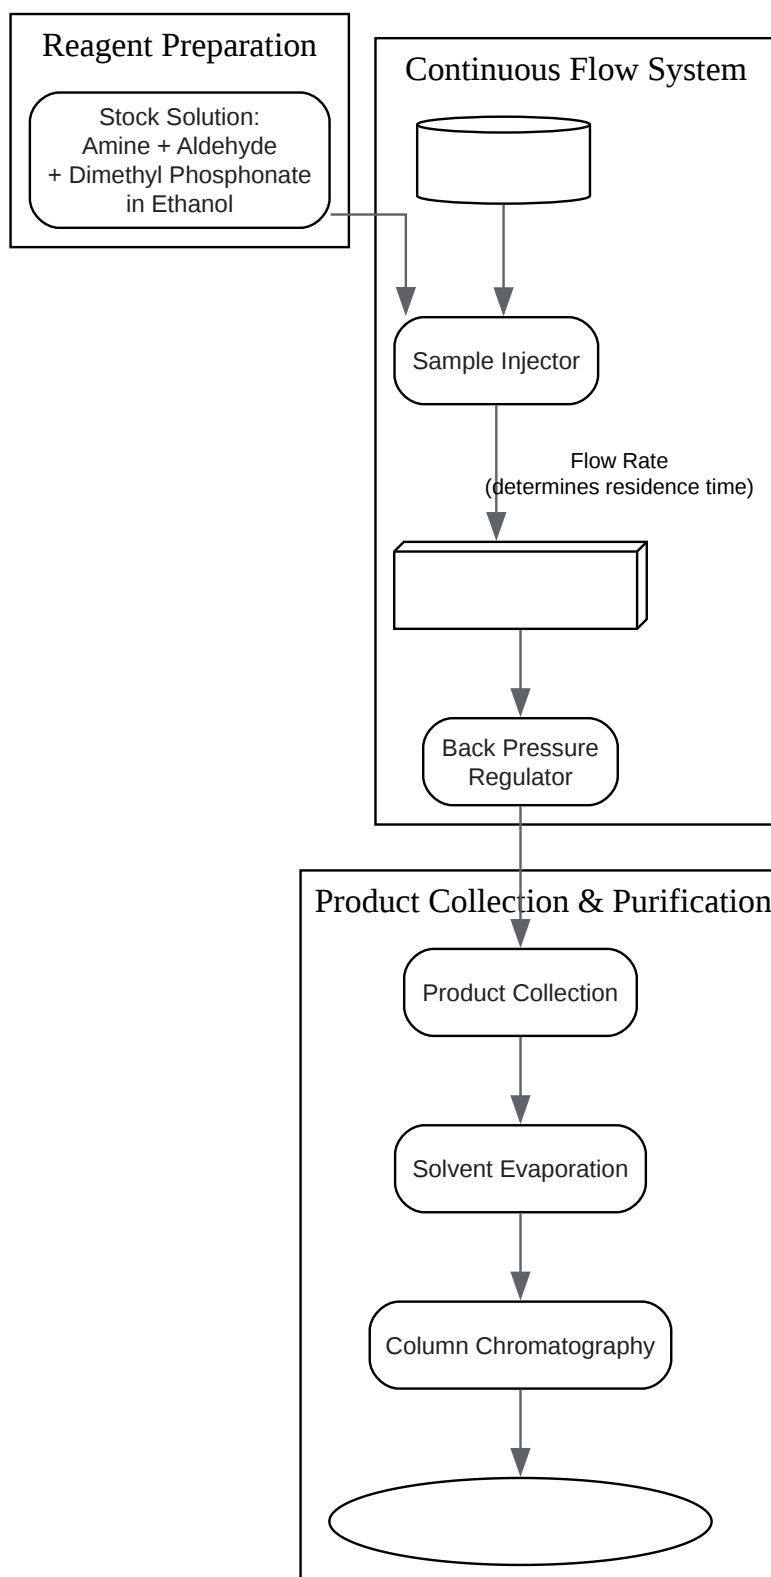 Reagent Preparation
Stock Solution:
Amine + Aldehyde
+ Dimethyl Phosphonate
in Ethanol
Continuous Flow System
Sample Injector
Flow Rate
(determines residence time)
Back Pressure
Regulator
Product Collection & Purification
Product Collection
Solvent Evaporation
Column Chromatography